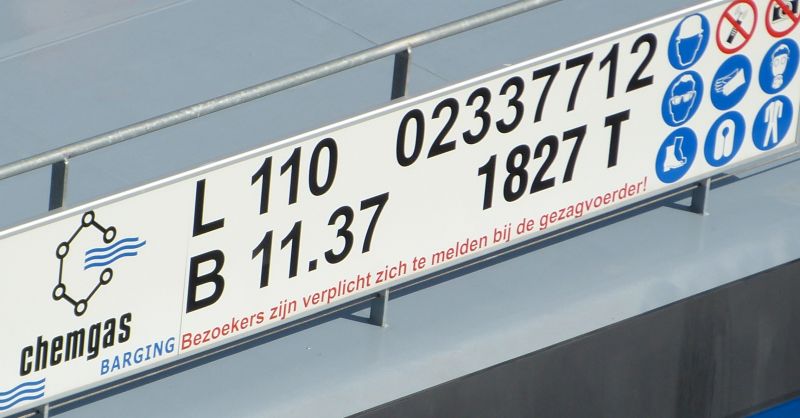 L 110 02337712
B 11.37 1827 T
Bezoekers zijn verplicht zich te melden bij de gezagvoerder!
chemgas
BARGING